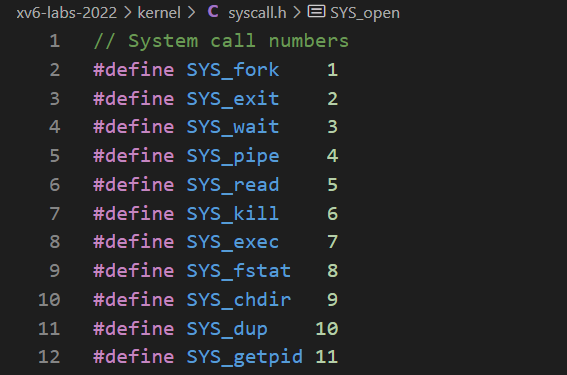 xv6-labs-2022 > kernel > C syscall.h > SYS_open
1 // System call numbers
2 #define SYS_fork    1
3 #define SYS_exit    2
4 #define SYS_wait    3
5 #define SYS_pipe    4
6 #define SYS_read    5
7 #define SYS_kill    6
8 #define SYS_exec    7
9 #define SYS_fstat   8
10 #define SYS_chdir   9
11 #define SYS_dup    10
12 #define SYS_getpid 11